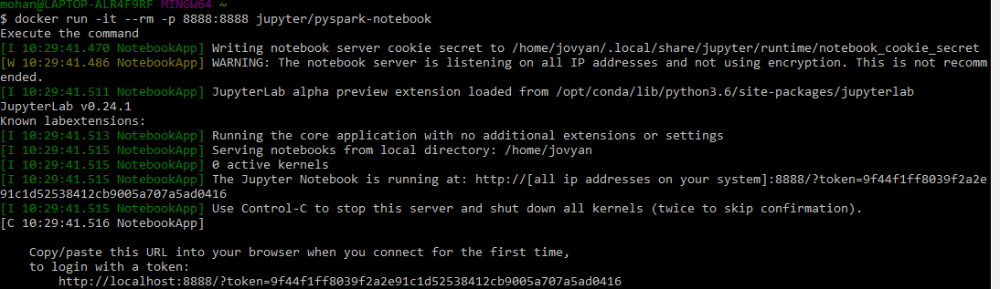 mohan@LAPTOP-ALR4F9RF MINGW64 ~
$ docker run -it --rm -p 8888:8888 jupyter/pyspark-notebook
Execute the command
[I 10:29:41.470 NotebookApp] Writing notebook server cookie secret to /home/jovyan/.local/share/jupyter/runtime/notebook_cookie_secret
[W 10:29:41.486 NotebookApp] WARNING: The notebook server is listening on all IP addresses and not using encryption. This is not recomm
ended.
[I 10:29:41.511 NotebookApp] JupyterLab alpha preview extension loaded from /opt/conda/lib/python3.6/site-packages/jupyterlab
JupyterLab v0.24.1
Known labextensions:
[I 10:29:41.513 NotebookApp] Running the core application with no additional extensions or settings
[I 10:29:41.515 NotebookApp] Serving notebooks from local directory: /home/jovyan
[I 10:29:41.515 NotebookApp] 0 active kernels
[I 10:29:41.515 NotebookApp] The Jupyter Notebook is running at: http://[all ip addresses on your system]:8888/?token=9f44f1ff8039f2a2e
91c1d52538412cb9005a707a5ad0416
[I 10:29:41.515 NotebookApp] Use Control-C to stop this server and shut down all kernels (twice to skip confirmation).
[C 10:29:41.516 NotebookApp]
Copy/paste this URL into your browser when you connect for the first time,
to login with a token:
http://localhost:8888/?token=9f44f1ff8039f2a2e91c1d52538412cb9005a707a5ad0416